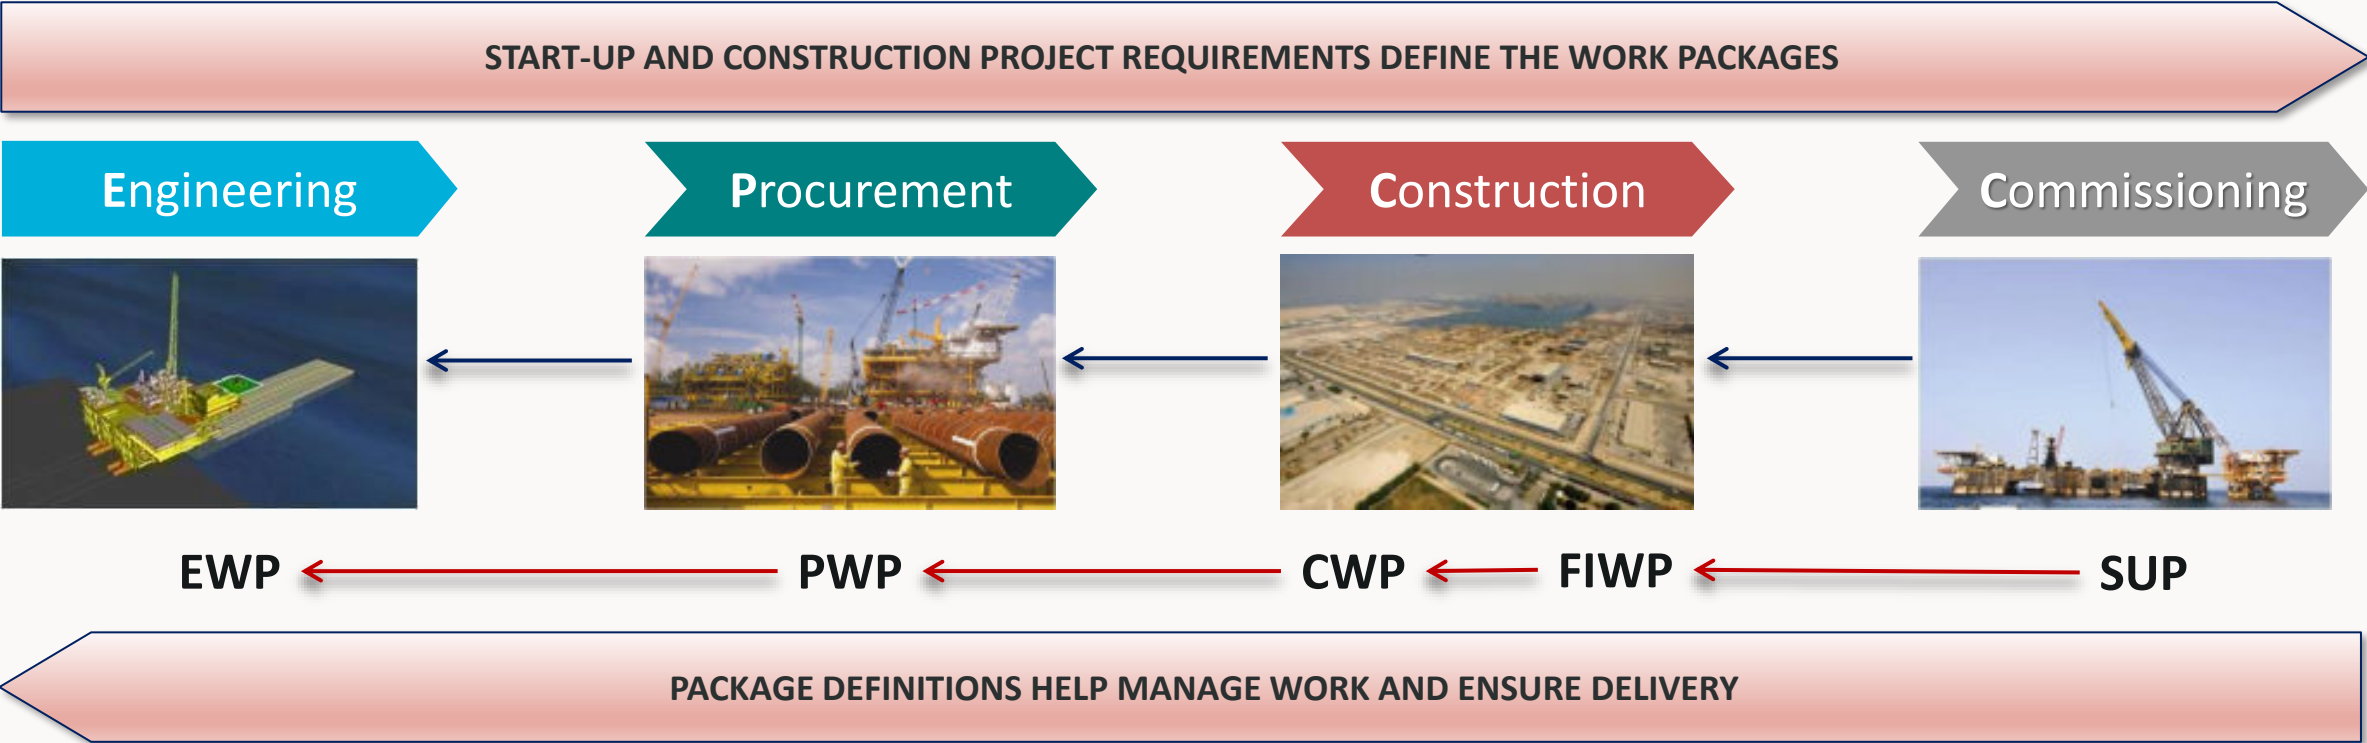 START-UP AND CONSTRUCTION PROJECT REQUIREMENTS DEFINE THE WORK PACKAGES
Engineering
Procurement
Construction
Commissioning
EWP
PWP
CWP
FIWP
SUP
PACKAGE DEFINITIONS HELP MANAGE WORK AND ENSURE DELIVERY